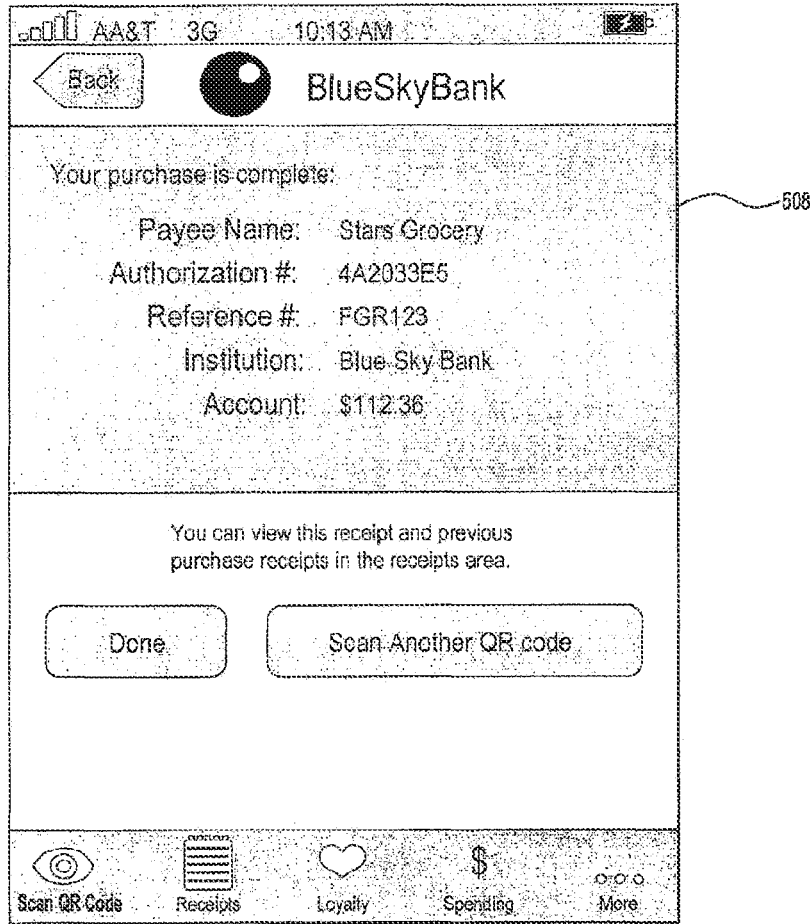 AA&T 3G 10:13 AM
Back BlueSkyBank
Your purchase is complete:
Payee Name: Stars Grocery
Authorization #: 4A2033E5
Reference #: FGR123
Institution: Blue Sky Bank
Account: $112.36
You can view this receipt and previous
purchase receipts in the receipts area.
Done Scan Another QR code
$
Scan QR Code Receipts Loyalty Spending More
508